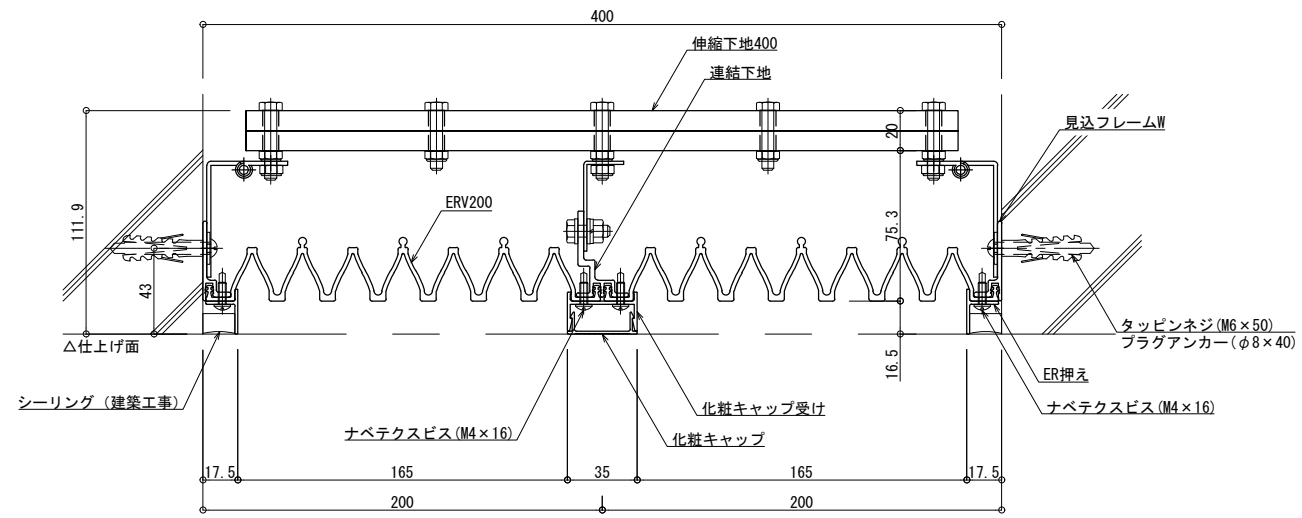 400
伸縮下地400
連結下地
見込フレームW
20
ERV200
111.9
75.3
43
△仕上げ面
タッピンネジ(M6×50)
プラグアンカー(φ8×40)
16.5
ER押え
シーリング（建築工事）
化粧キャップ受け
ナベテクスビス(M4×16)
ナベテクスビス(M4×16)
化粧キャップ
17.5
165
35
165
17.5
200
200